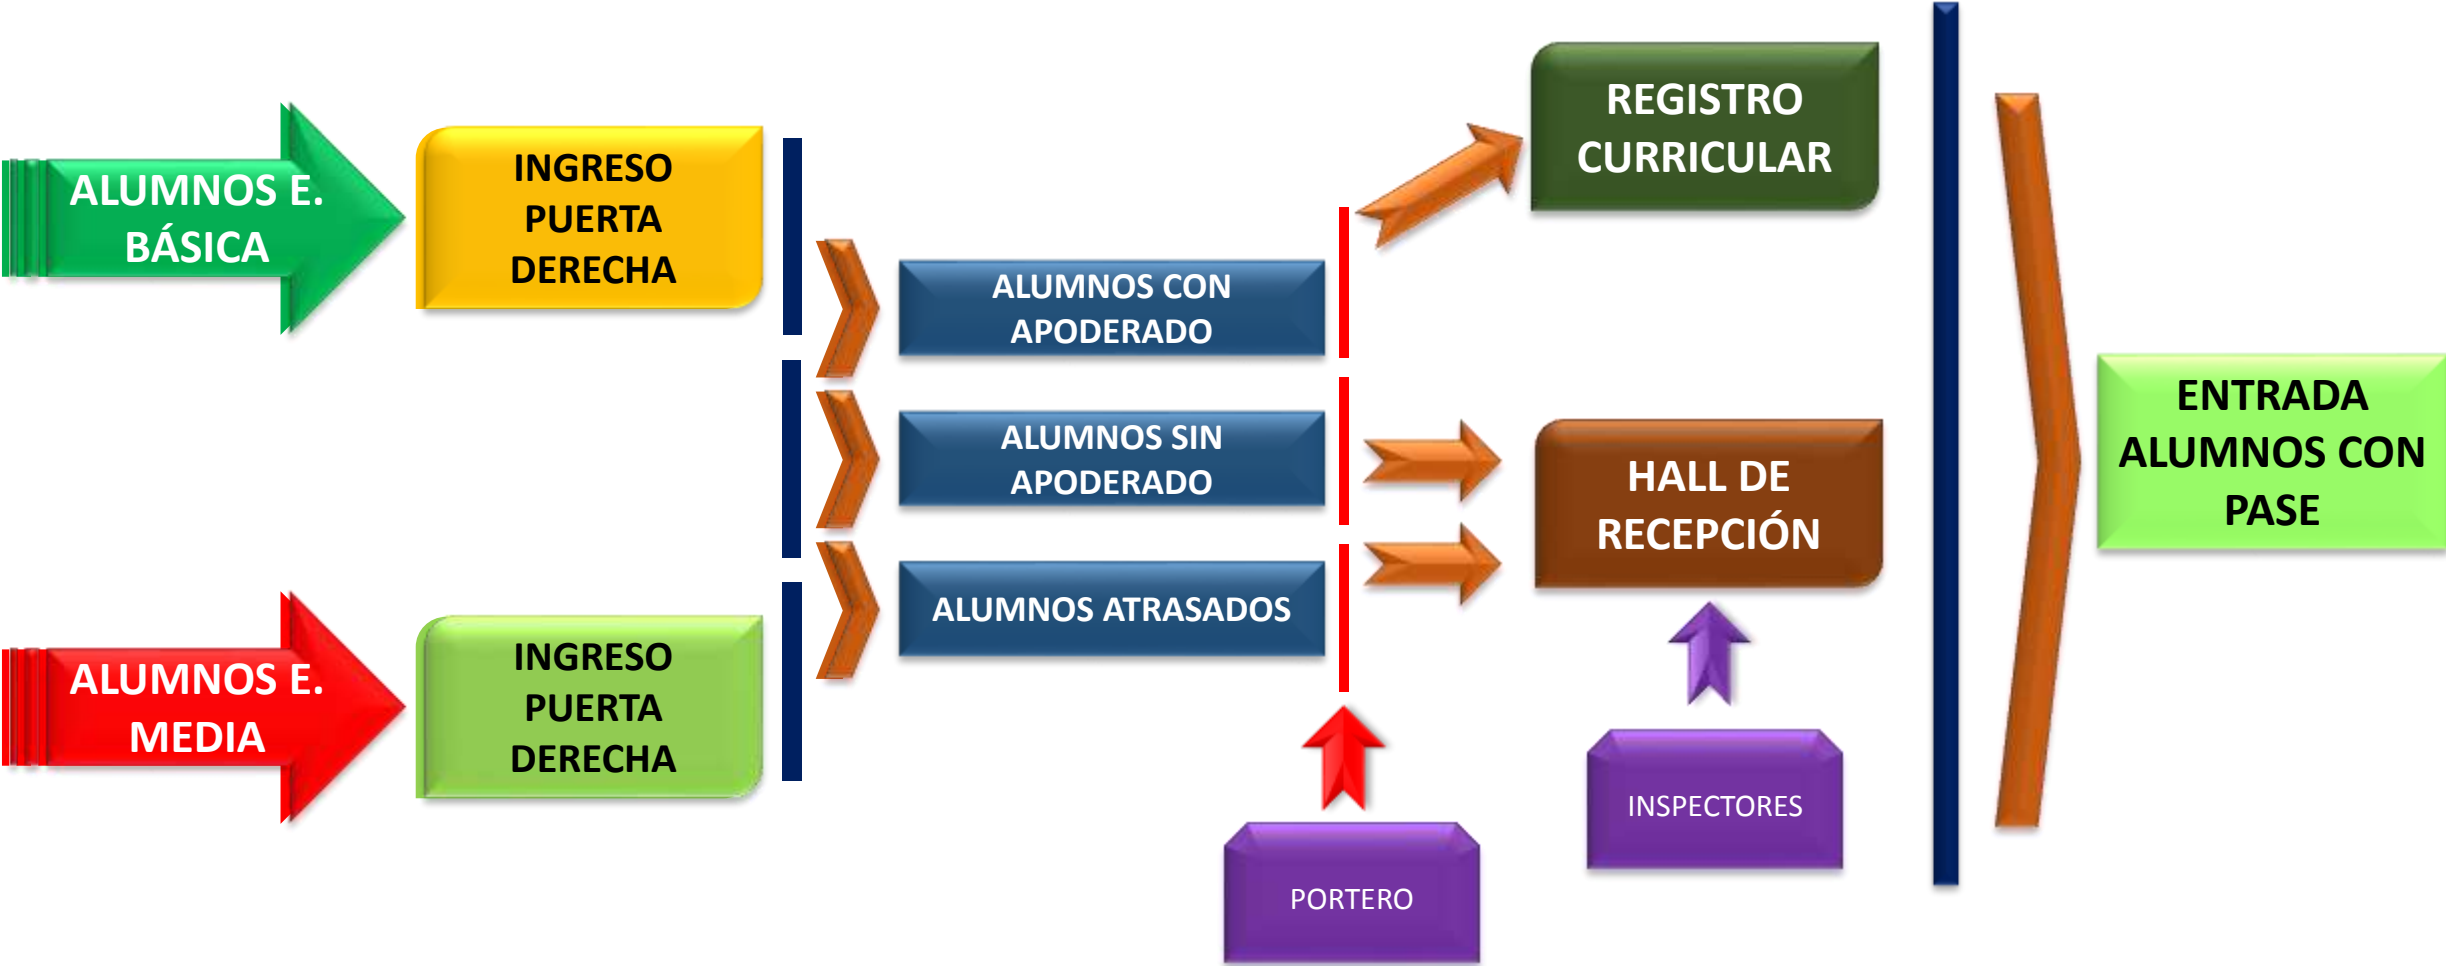 ALUMNOS E.
BÁSICA
INGRESO
PUERTA
DERECHA
ALUMNOS E.
MEDIA
INGRESO
PUERTA
DERECHA
ALUMNOS CON
APODERADO
ALUMNOS SIN
APODERADO
ALUMNOS ATRASADOS
PORTERO
REGISTRO
CURRICULAR
HALL DE
RECEPCIÓN
INSPECTORES
ENTRADA
ALUMNOS CON
PASE